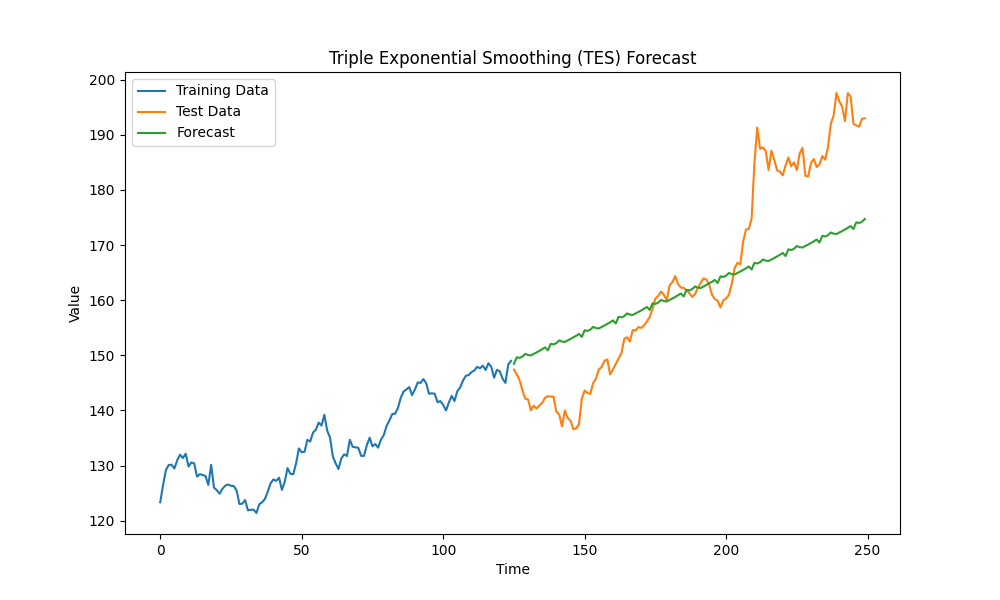 Triple Exponential Smoothing (TES) Forecast
Training Data
Test Data
Forecast
200
190
180
170
160
150
140
130
120
Value
0
50
100
150
200
250
Time